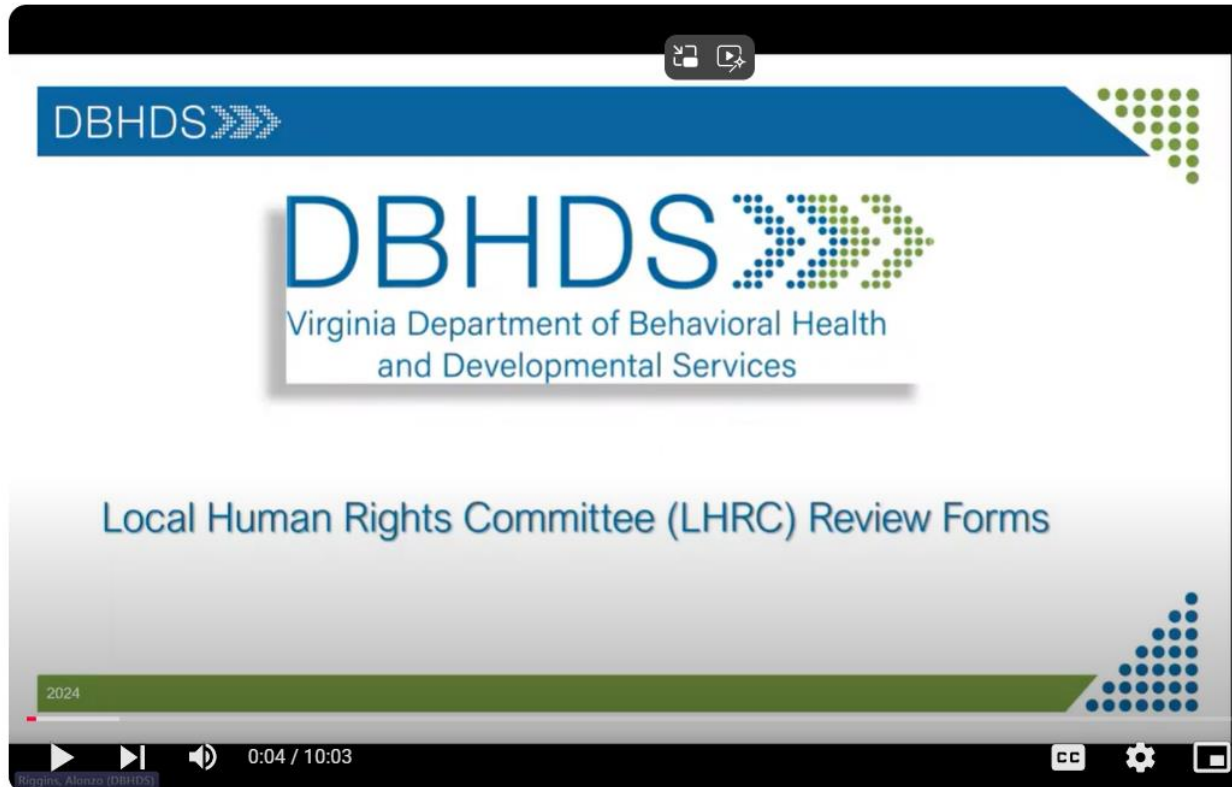 DBHDS
DBHDS
Virginia Department of Behavioral Health
and Developmental Services
Local Human Rights Committee (LHRC) Review Forms
2024
0:04 / 10:03
CC
Riggins, Alonzo (DBHDS)